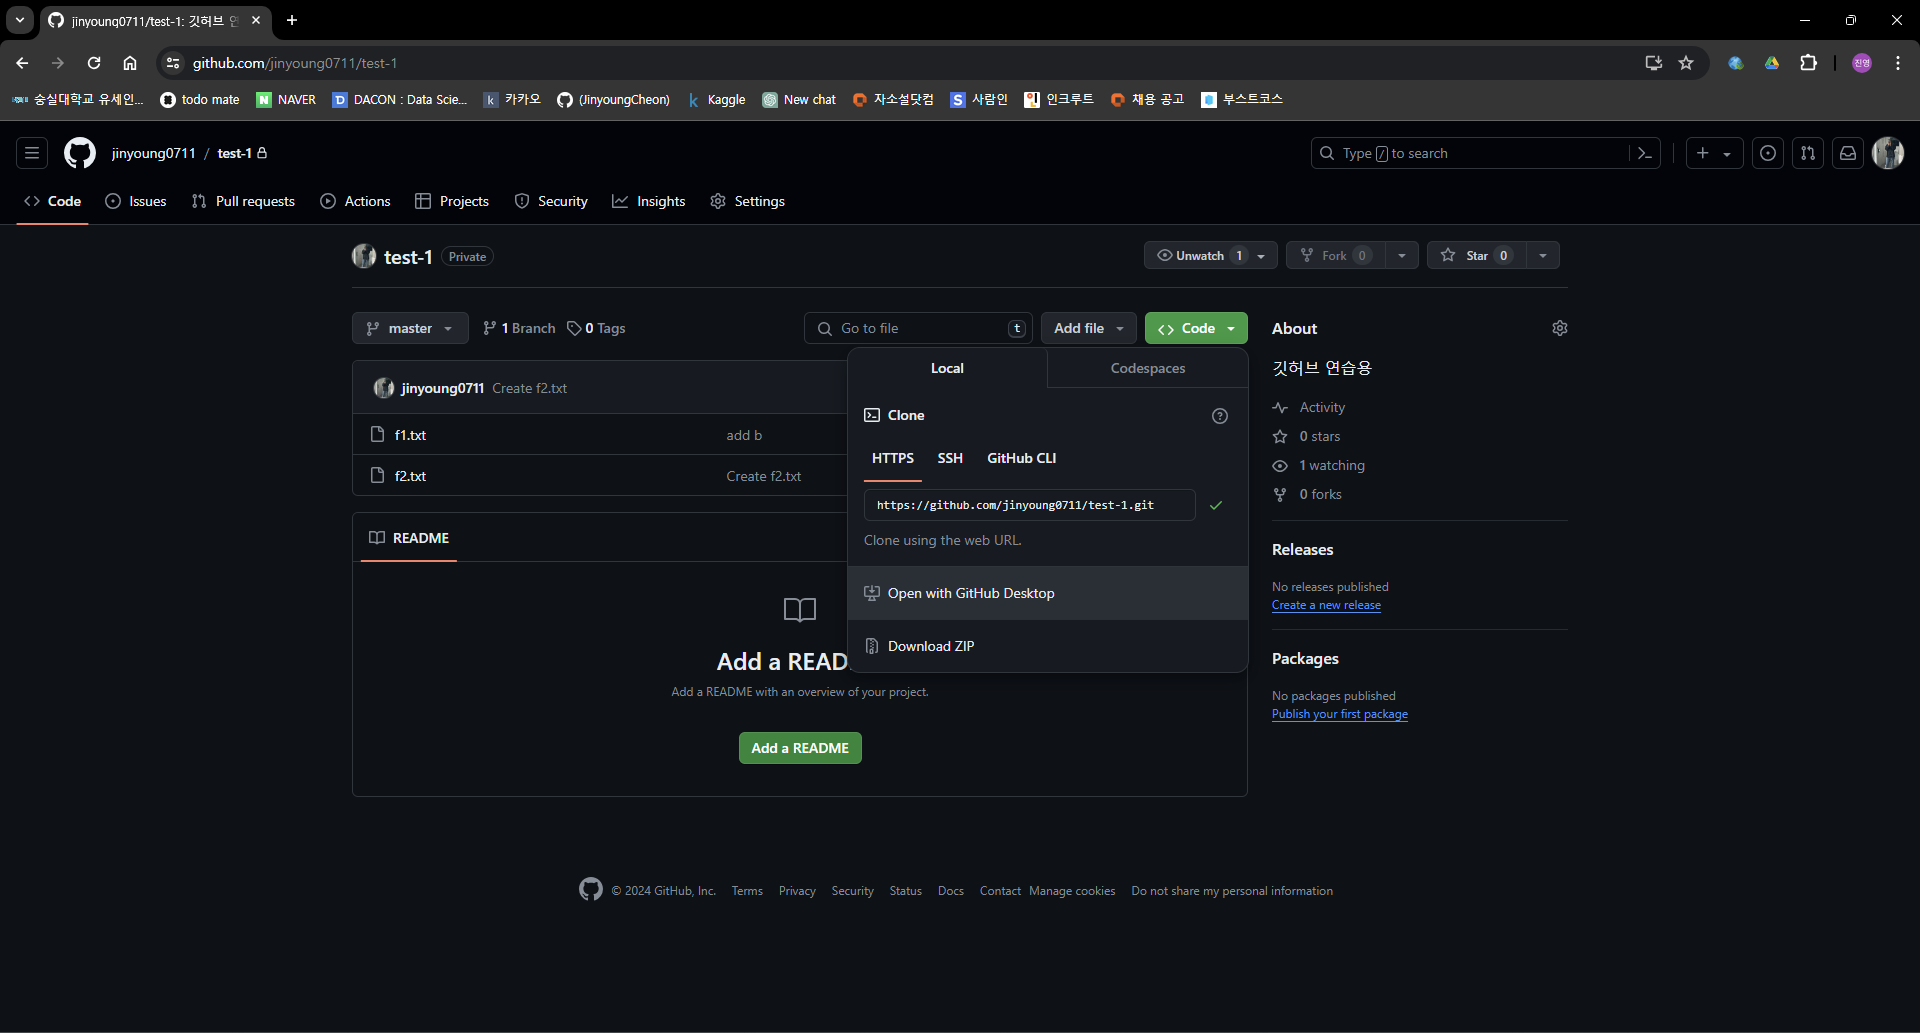 jinyoung0711/test-1: 깃허브 연
github.com/jinyoung0711/test-1
진영
숭실대학교 유세인... todo mate NAVER DACON : Data Scie... 카카오 (JinyoungCheon) Kaggle New chat 자소설닷컴 사람인 인크루트 채용 공고 부스트코스
jinyoung0711 / test-1
Type / to search
Code Issues Pull requests Actions Projects Security Insights Settings
test-1 Private
Unwatch 1 Fork 0 Star 0
master 1 Branch 0 Tags
Go to file t Add file Code
jinyoung0711 Create f2.txt
f1.txt add b
f2.txt Create f2.txt
README
Add a READ
Add a README with an overview of your project.
Add a README
Local Codespaces
Clone
HTTPS SSH GitHub CLI
https://github.com/jinyoung0711/test-1.git
Clone using the web URL.
Open with GitHub Desktop
Download ZIP
About
깃허브 연습용
Activity
0 stars
1 watching
0 forks
Releases
No releases published
Create a new release
Packages
No packages published
Publish your first package
© 2024 GitHub, Inc. Terms Privacy Security Status Docs Contact Manage cookies Do not share my personal information